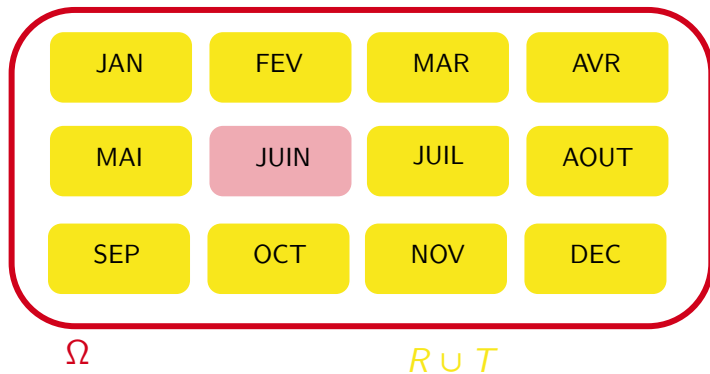 JAN FEV MAR AVR
MAI JUIN JUIL AOUT
SEP OCT NOV DEC
Ω R ∪ T